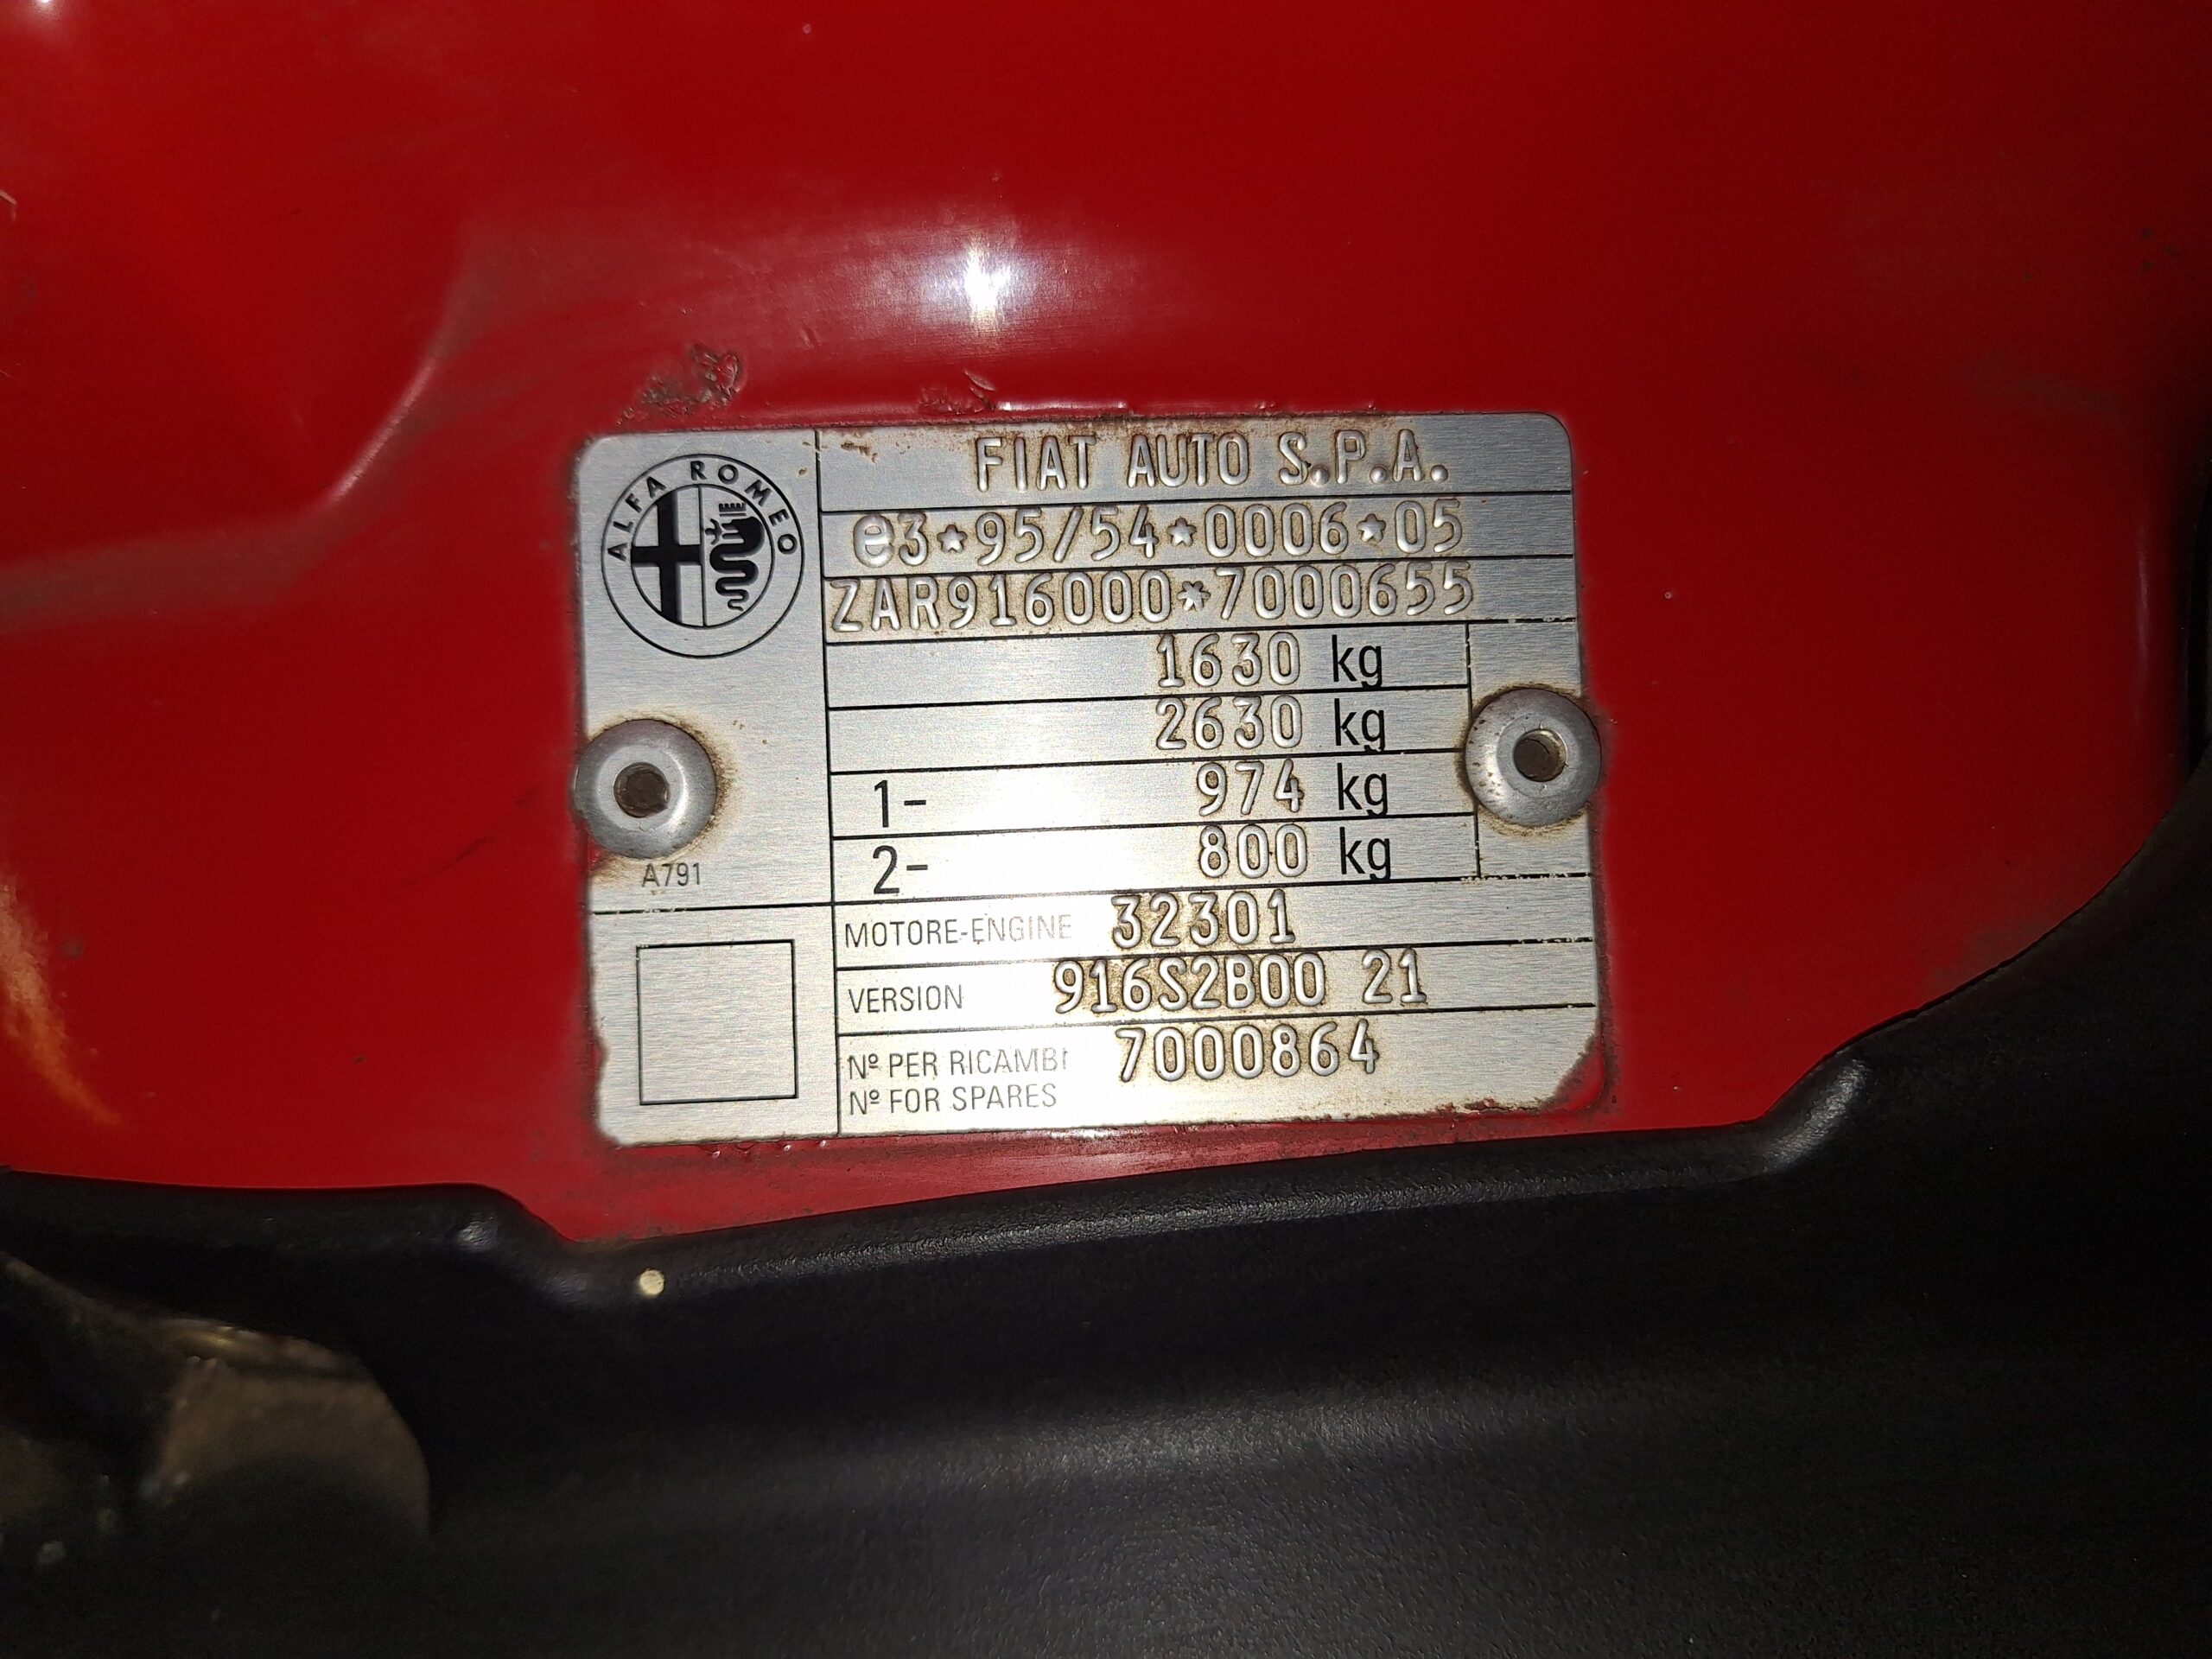 ALFA ROMEO
FIAT AUTO S.P.A.
e3*95/54*0006*05
ZAR916000*7000655
1630 kg
2630 kg
1- 974 kg
2- 800 kg
A791
MOTORE-ENGINE 32301
VERSION 916S2B00 21
Nº PER RICAMBI 7000864
Nº FOR SPARES